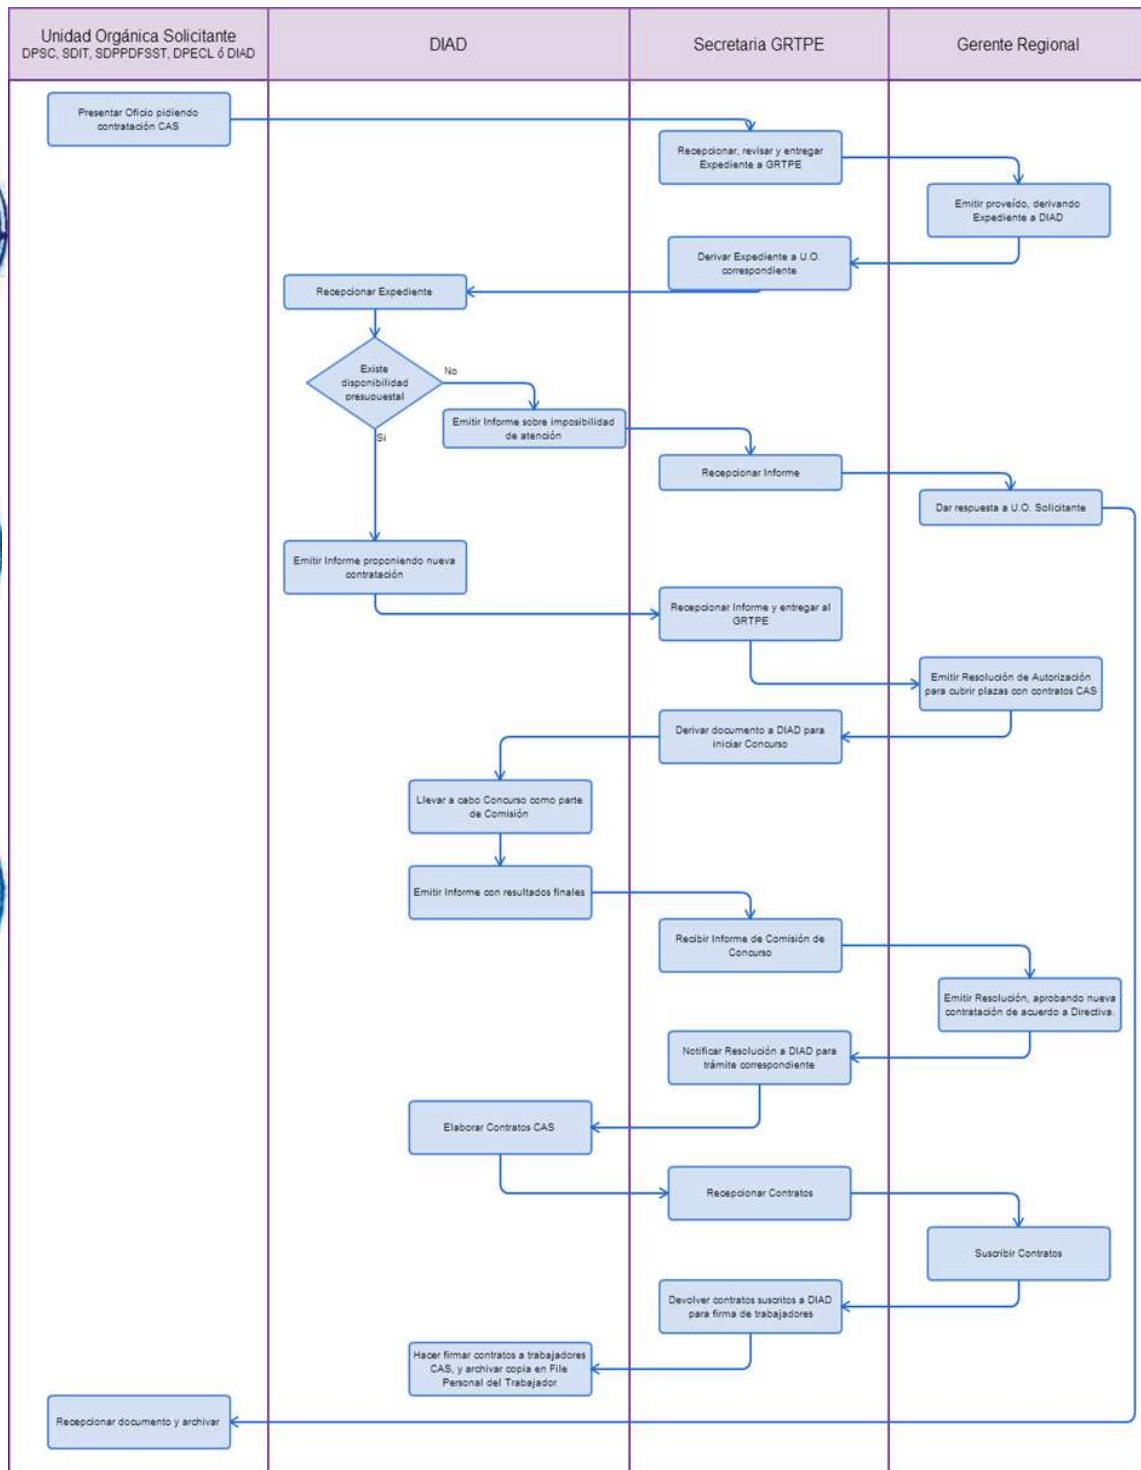 Unidad Orgánica Solicitante
DPSC, SDIT, SDPPDFSST, DPECL ó DIAD
DIAD
Secretaria GRTPE
Gerente Regional
Presentar Oficio pidiendo
contratación CAS
Recepcionar, revisar y entregar
Expediente a GRTPE
Emitir proveído, derivando
Expediente a DIAD
Derivar Expediente a U.O.
correspondiente
Recepcionar Expediente
Existe
disponibilidad
presupuestal
No
Si
Emitir Informe sobre imposibilidad
de atención
Recepcionar Informe
Dar respuesta a U.O. Solicitante
Emitir Informe proponiendo nueva
contratación
Recepcionar Informe y entregar al
GRTPE
Emitir Resolución de Autorización
para cubrir plazas con contratos CAS
Derivar documento a DIAD para
iniciar Concurso
Llevar a cabo Concurso como parte
de Comisión
Emitir Informe con resultados finales
Recibir Informe de Comisión de
Concurso
Emitir Resolución, aprobando nueva
contratación de acuerdo a Directiva.
Notificar Resolución a DIAD para
trámite correspondiente
Elaborar Contratos CAS
Recepcionar Contratos
Suscribir Contratos
Devolver contratos suscritos a DIAD
para firma de trabajadores
Hacer firmar contratos a trabajadores
CAS, y archivar copia en File
Personal del Trabajador
Recepcionar documento y archivar